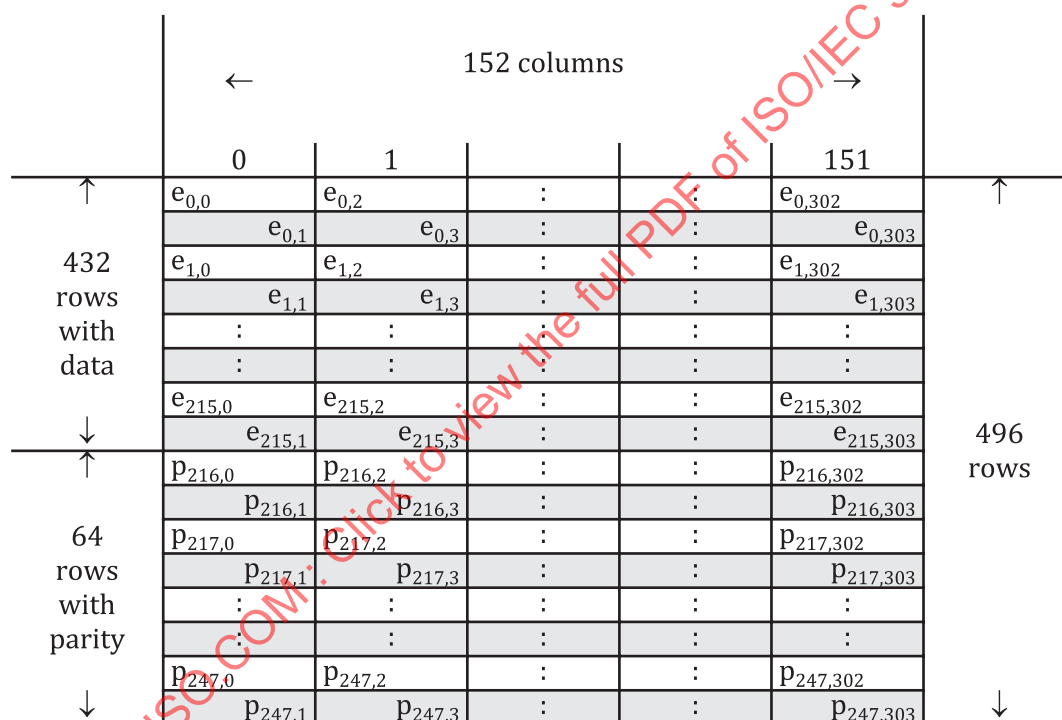 152 columns
← →
0 1 151
↑ e0,0 e0,2 : : e0,302 ↑
e0,1 e0,3 : : e0,303
432 e1,0 e1,2 : : e1,302
rows e1,1 e1,3 : : e1,303
with : : : : :
data : : : : :
e215,0 e215,2 : : e215,302
↓ e215,1 e215,3 : : e215,303 496
↑ p216,0 p216,2 : : p216,302 rows
p216,1 p216,3 : : p216,303
64 p217,0 p217,2 : : p217,302
rows p217,1 p217,3 : : p217,303
with : : : : :
parity : : : : :
p247,0 p247,2 : : p247,302
↓ p247,1 p247,3 : : p247,303 ↓
ISO.COM : Click to view the full PDF of ISO/IEC